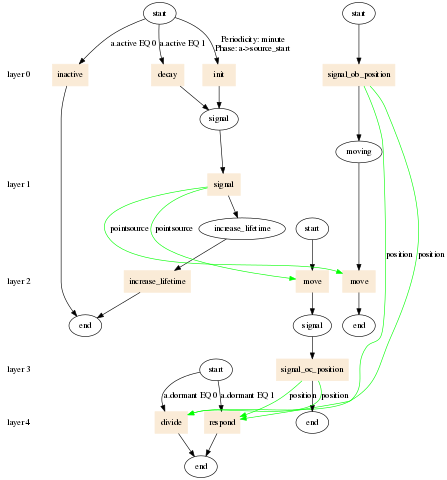 start
start
a.active EQ 0
a.active EQ 1
Periodicity: minute
Phase: a->source_start
layer 0
inactive
decay
init
signal_ob_position
signal
moving
layer 1
signal
pointsource
pointsource
increase_lifetime
start
position
position
layer 2
increase_lifetime
move
move
end
signal
end
layer 3
start
signal_oc_position
a.dormant EQ 0
a.dormant EQ 1
position
position
layer 4
divide
respond
end
end